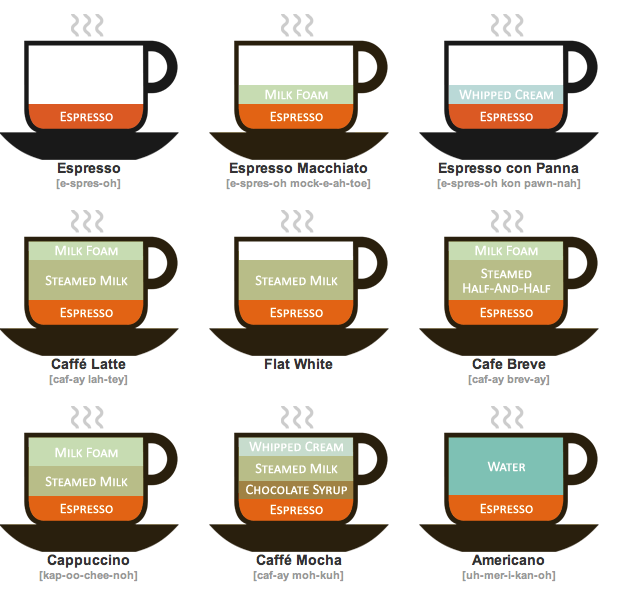 Espresso
Espresso
[e-spres-oh]
Milk Foam
Espresso
Espresso Macchiato
[e-spres-oh mock-e-ah-toe]
Whipped Cream
Espresso
Espresso con Panna
[e-spres-oh kon pawn-nah]
Milk Foam
Steamed Milk
Espresso
Caffé Latte
[caf-ay lah-tey]
Steamed Milk
Espresso
Flat White
Milk Foam
Steamed
Half-And-Half
Espresso
Cafe Breve
[caf-ay brev-ay]
Milk Foam
Steamed Milk
Espresso
Cappuccino
[kap-oo-chee-noh]
Whipped Cream
Steamed Milk
Chocolate Syrup
Espresso
Caffé Mocha
[caf-ay moh-kuh]
Water
Espresso
Americano
[uh-mer-i-kan-oh]